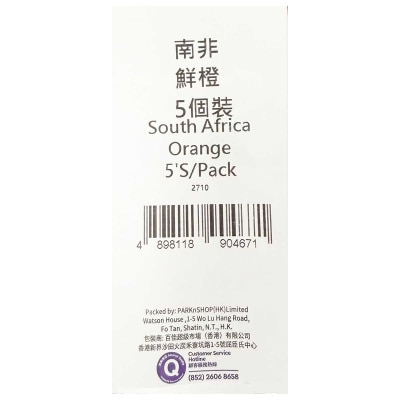 南非
鮮橙
5個裝
South Africa
Orange
5'S/Pack
2710
4 898118 904671
Packed by: PARKnSHOP(HK)Limited
Watson House ,1-5 Wo Lu Hang Road,
Fo Tan, Shatin, N.T., H.K.
包裝商: 百佳超級市場（香港）有限公司
香港新界沙田火炭禾寮坑路1-5號屈臣氏中心
Q
Customer Service
Hotline
顧客服務熱線
(852) 2606 8658